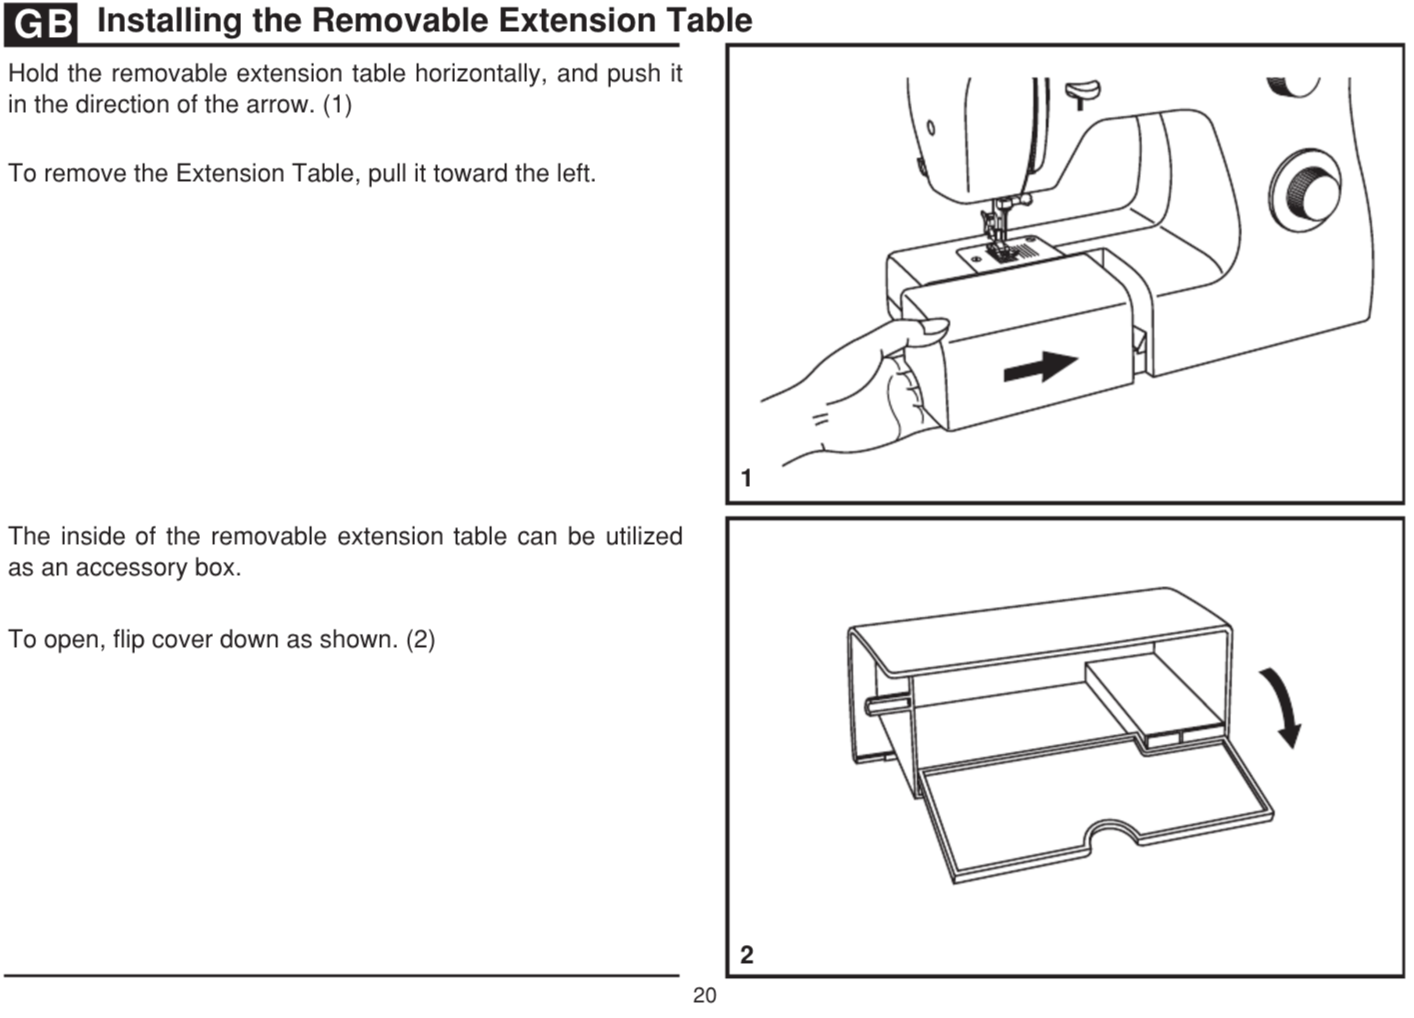 GB Installing the Removable Extension Table
Hold the removable extension table horizontally, and push it
in the direction of the arrow. (1)
To remove the Extension Table, pull it toward the left.
1
The inside of the removable extension table can be utilized
as an accessory box.
To open, flip cover down as shown. (2)
2
20